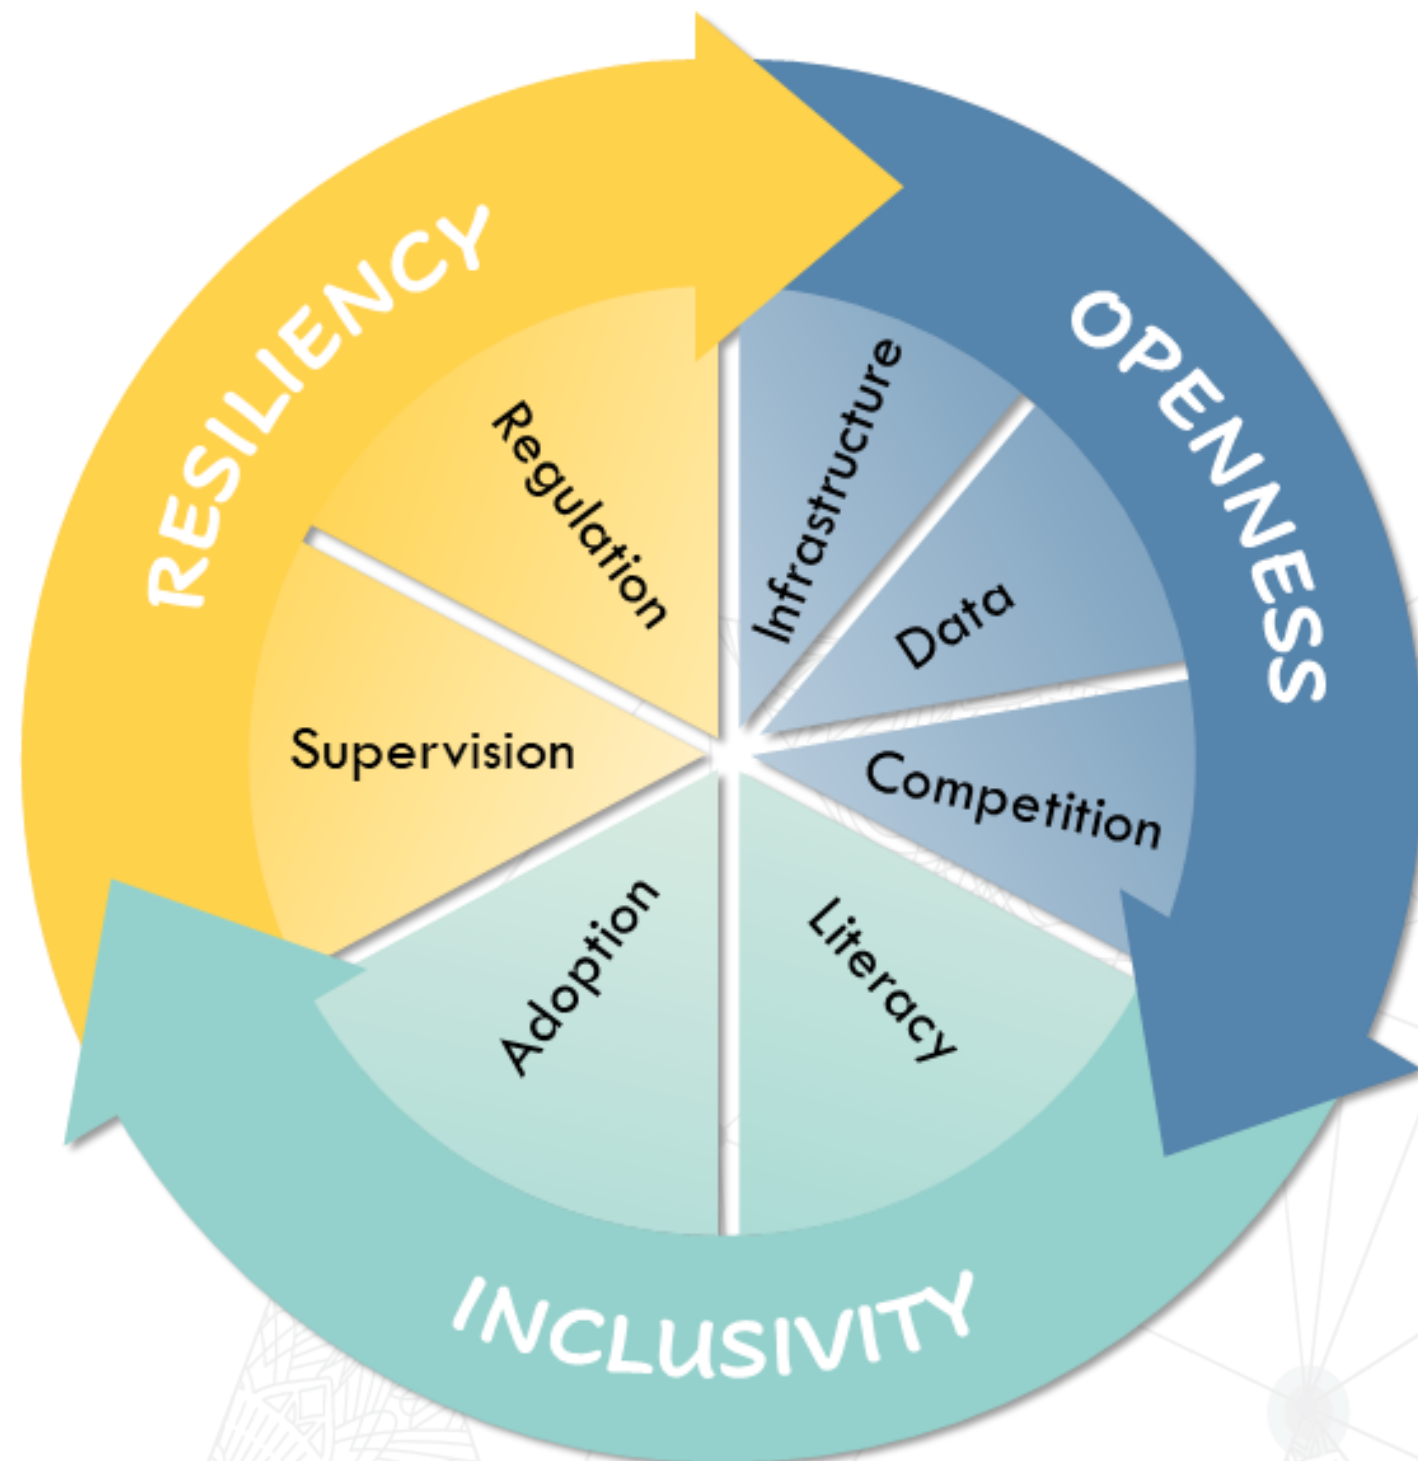 RESILIENCY
OPENNESS
Regulation
Infrastructure
Data
Supervision
Competition
Adoption
Literacy
INCLUSIVITY